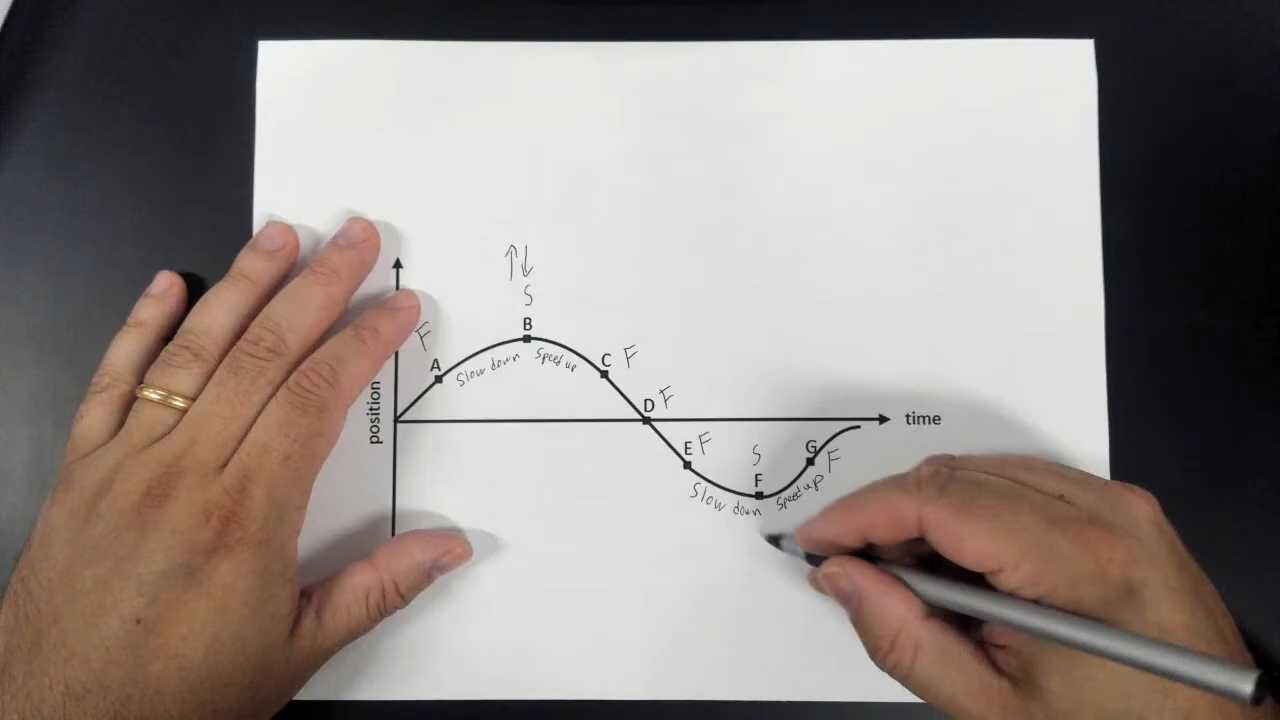 ↑↓
S
B
F
A
Slow down
Speed up
C
F
position
D
F
time
E
F
S
G
F
F
Slow down
Speed up